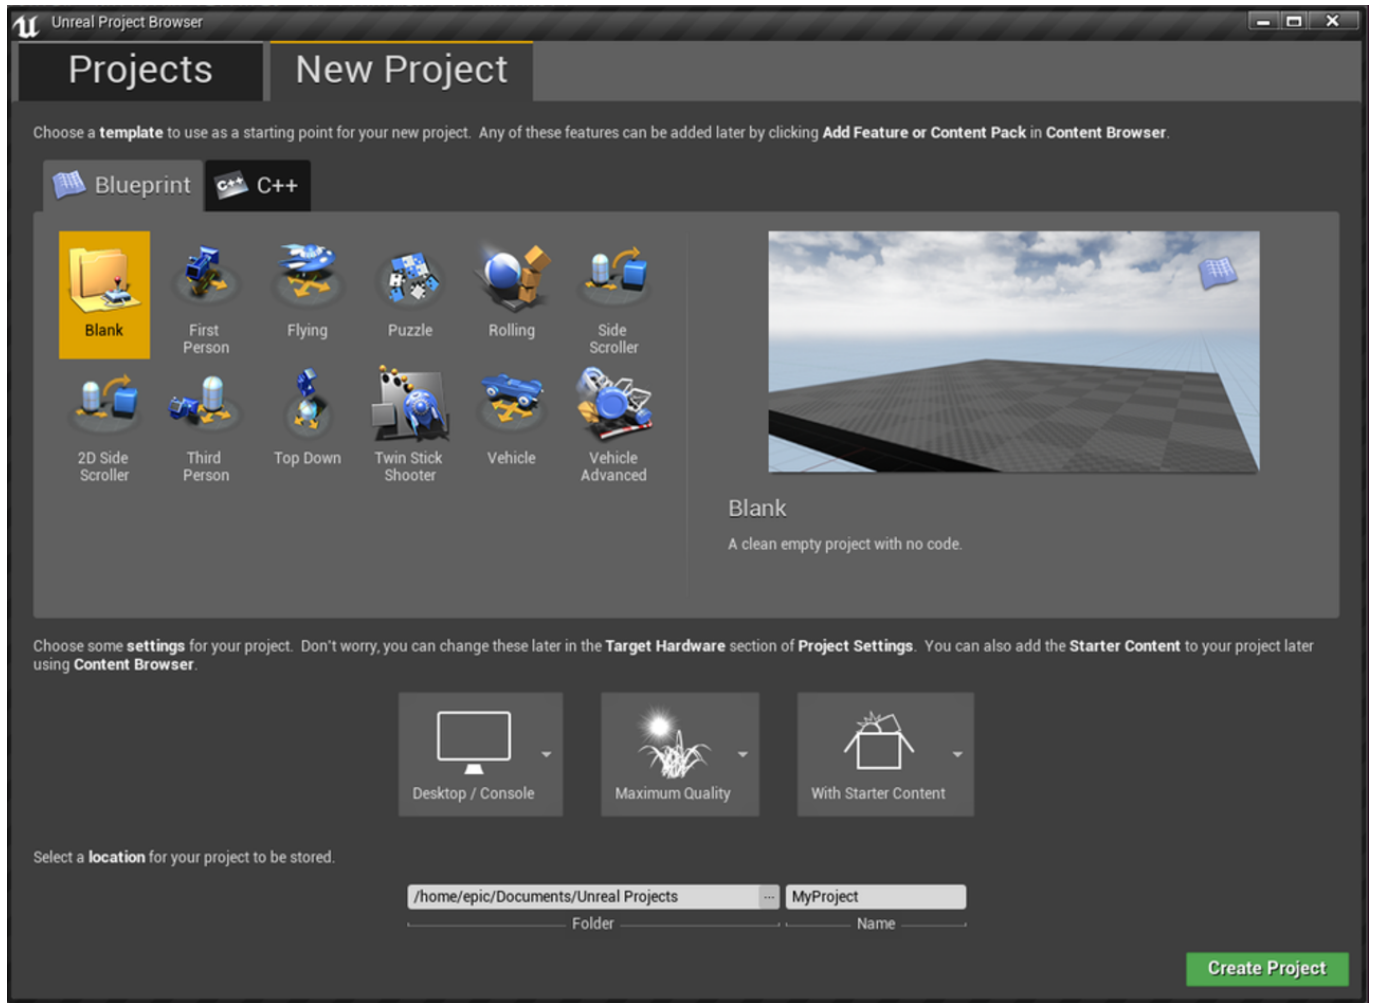 Unreal Project Browser
Projects
New Project
Choose a template to use as a starting point for your new project. Any of these features can be added later by clicking Add Feature or Content Pack in Content Browser.
Blueprint
C++
Blank
First
Person
Flying
Puzzle
Rolling
Side
Scroller
2D Side
Scroller
Third
Person
Top Down
Twin Stick
Shooter
Vehicle
Vehicle
Advanced
Blank
A clean empty project with no code.
Choose some settings for your project. Don't worry, you can change these later in the Target Hardware section of Project Settings. You can also add the Starter Content to your project later
using Content Browser.
Desktop / Console
Maximum Quality
With Starter Content
Select a location for your project to be stored.
/home/epic/Documents/Unreal Projects
...
MyProject
Folder
Name
Create Project